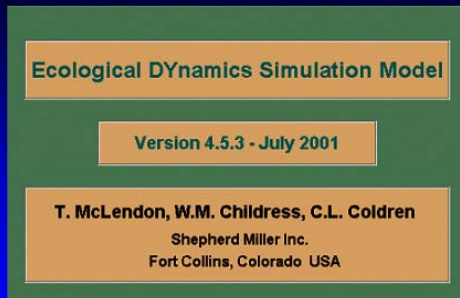 Ecological DYnamics Simulation Model
Version 4.5.3 - July 2001
T. McLendon, W.M. Childress, C.L. Coldren
Shepherd Miller Inc.
Fort Collins, Colorado USA